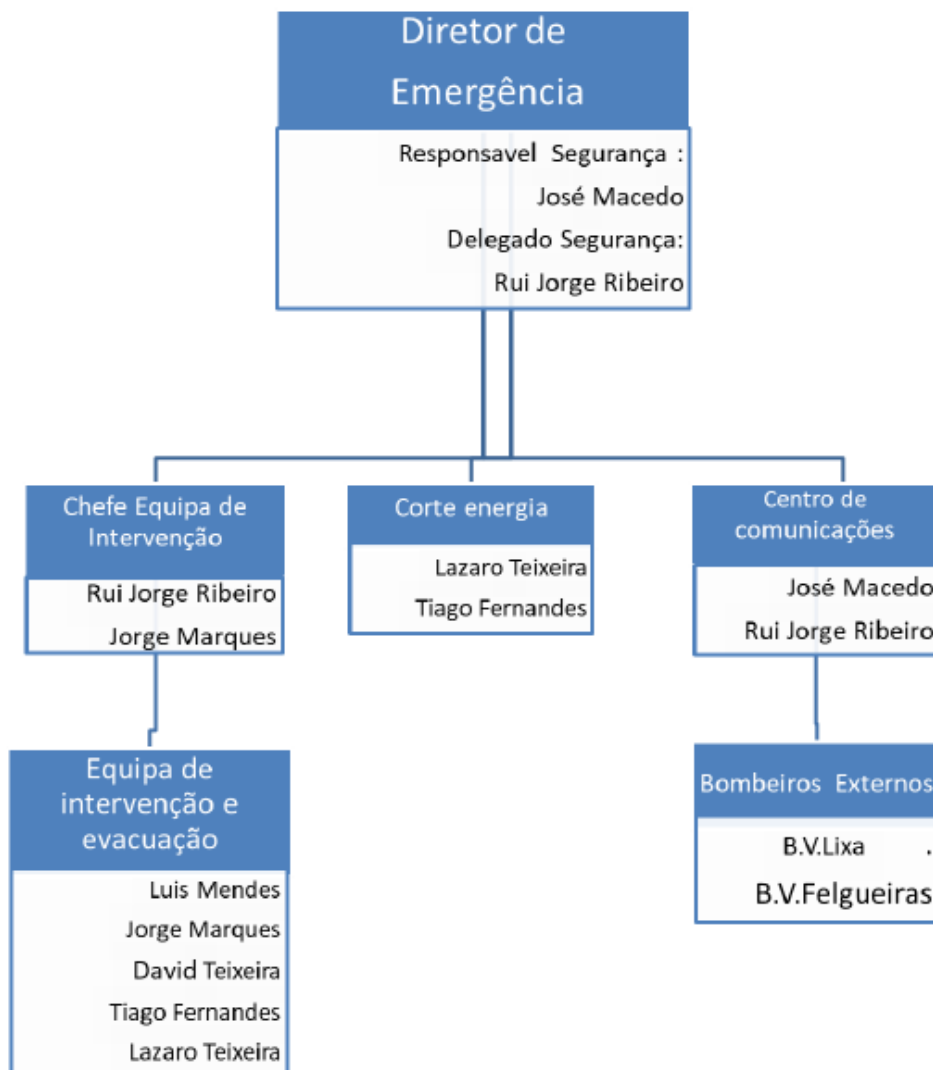 Diretor de
Emergência
Responsavel Segurança :
José Macedo
Delegado Segurança:
Rui Jorge Ribeiro
Chefe Equipa de
Intervenção
Rui Jorge Ribeiro
Jorge Marques
Equipa de
intervenção e
evacuação
Luis Mendes
Jorge Marques
David Teixeira
Tiago Fernandes
Lazaro Teixeira
Corte energia
Lazaro Teixeira
Tiago Fernandes
Centro de
comunicações
José Macedo
Rui Jorge Ribeiro
Bombeiros Externos
B.V.Lixa .
B.V.Felgueiras